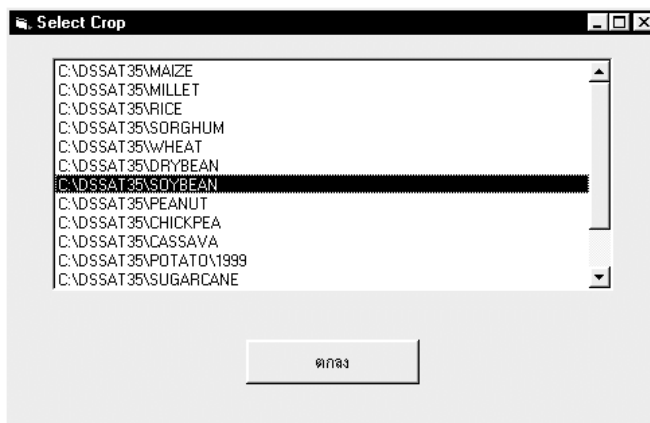 Select Crop
C:\DSSAT35\MAIZE
C:\DSSAT35\MILLET
C:\DSSAT35\RICE
C:\DSSAT35\SORGHUM
C:\DSSAT35\WHEAT
C:\DSSAT35\DRYBEAN
C:\DSSAT35\SOYBEAN
C:\DSSAT35\PEANUT
C:\DSSAT35\CHICKPEA
C:\DSSAT35\CASSAVA
C:\DSSAT35\POTATO\1999
C:\DSSAT35\SUGARCANE
ตกลง